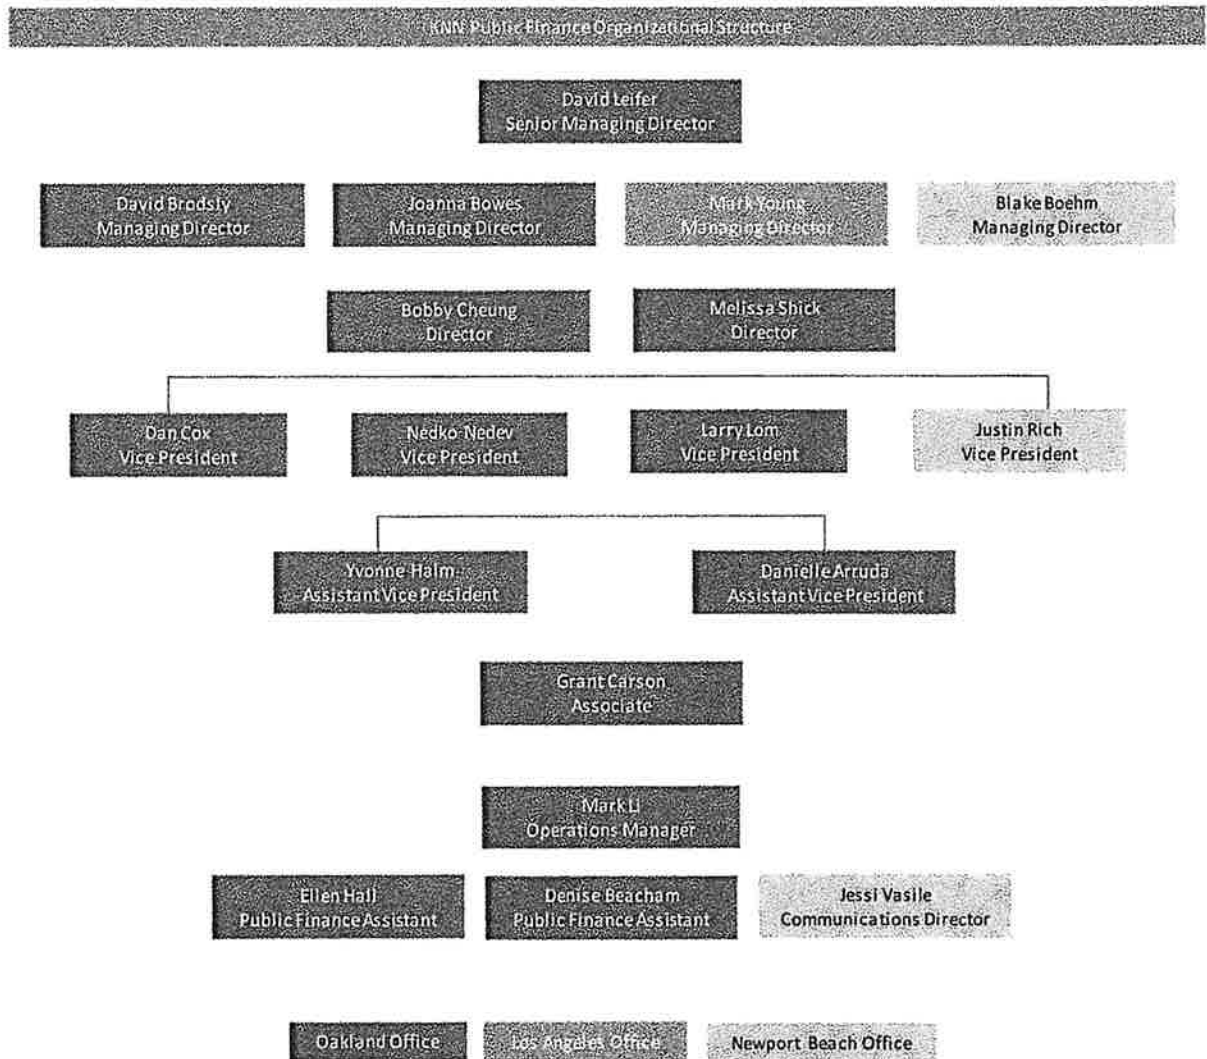 KNN Public Finance Organizational Structure
David Leifer
Senior Managing Director
David Brodsly
Managing Director
Joanna Bowes
Managing Director
Mark Young
Managing Director
Blake Boehm
Managing Director
Bobby Cheung
Director
Melissa Shick
Director
Dan Cox
Vice President
Nedko Nedev
Vice President
Larry Lom
Vice President
Justin Rich
Vice President
Yvonne Halm
Assistant Vice President
Danielle Arruda
Assistant Vice President
Grant Carson
Associate
Mark Li
Operations Manager
Ellen Hall
Public Finance Assistant
Denise Beacham
Public Finance Assistant
Jessi Vasile
Communications Director
Oakland Office
Los Angeles Office
Newport Beach Office